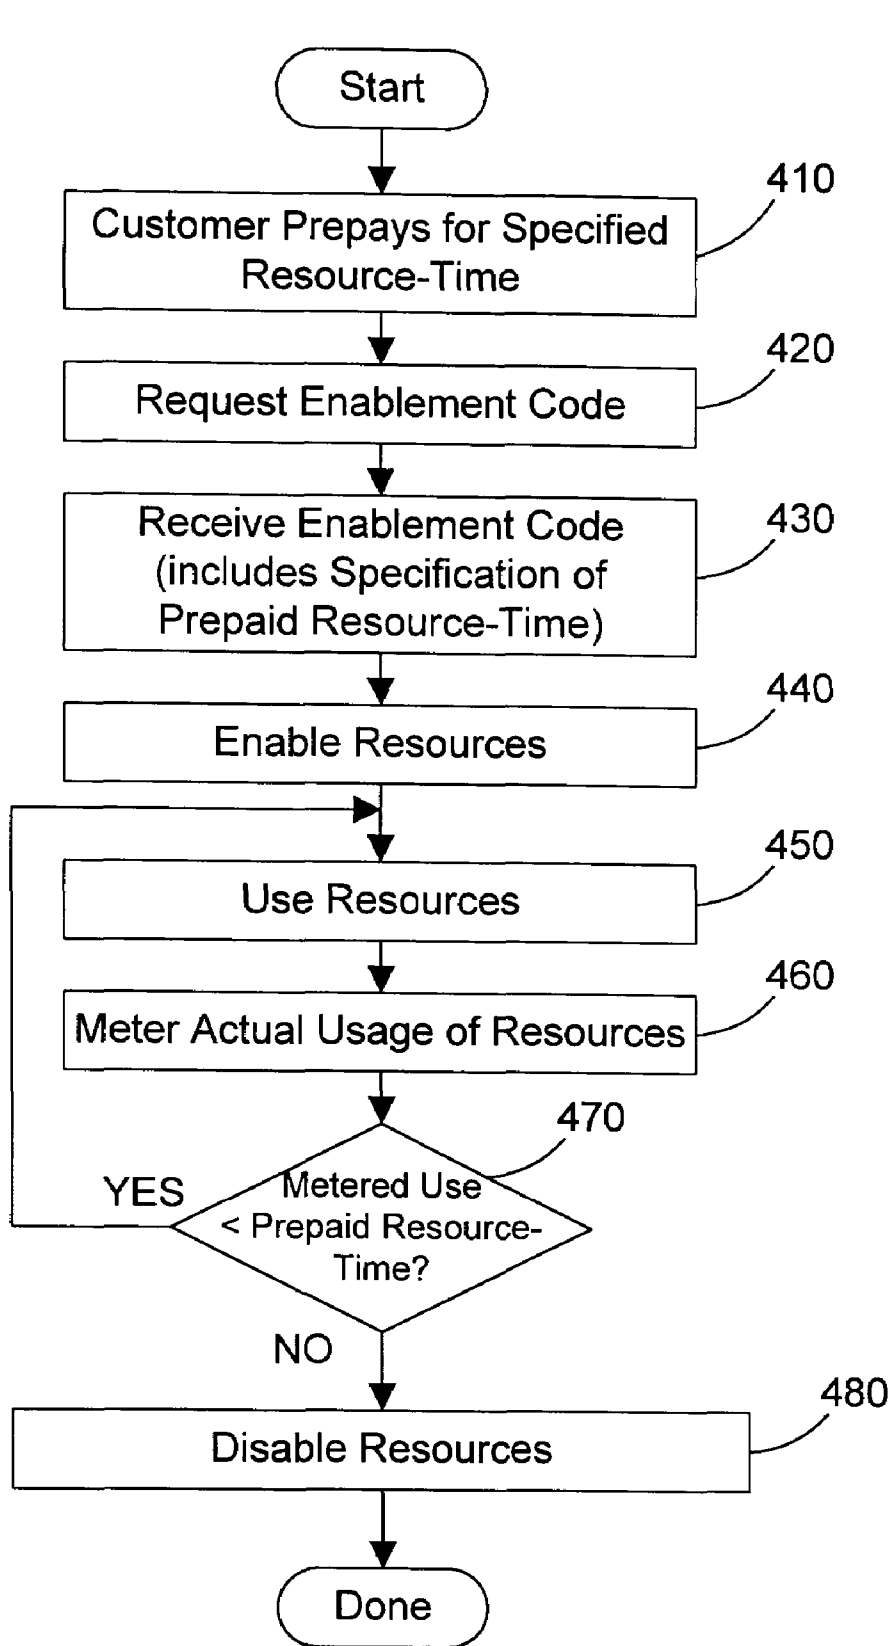 Start
410
Customer Prepays for Specified
Resource-Time
420
Request Enablement Code
430
Receive Enablement Code
(includes Specification of
Prepaid Resource-Time)
440
Enable Resources
450
Use Resources
460
Meter Actual Usage of Resources
470
YES
Metered Use
< Prepaid Resource-
Time?
NO
480
Disable Resources
Done